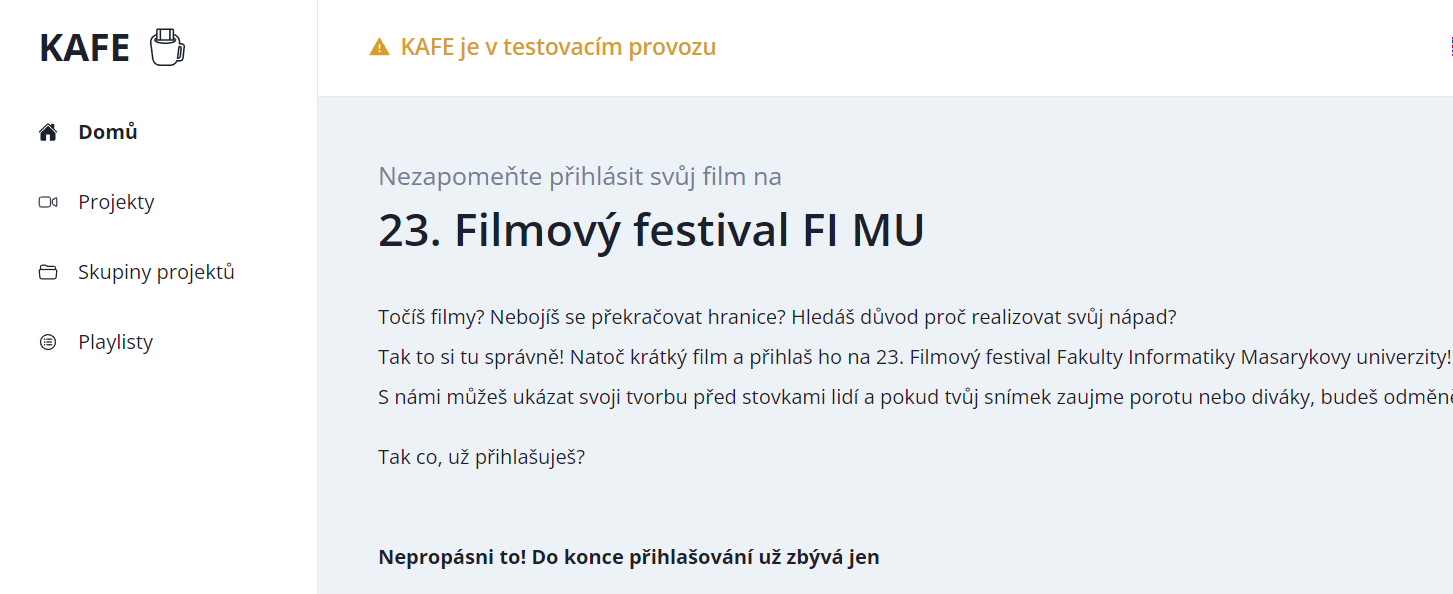 KAFE
KAFE je v testovacím provozu
Domů
Projekty
Skupiny projektů
Playlisty
Nezapomeňte přihlásit svůj film na
23. Filmový festival FI MU
Točíš filmy? Nebojíš se překračovat hranice? Hledáš důvod proč realizovat svůj nápad?
Tak to si tu správně! Natoč krátký film a přihlaš ho na 23. Filmový festival Fakulty Informatiky Masarykovy univerzity!
S námi můžeš ukázat svoji tvorbu před stovkami lidí a pokud tvůj snímek zaujme porotu nebo diváky, budeš
Tak co, už přihlašuješ?
Nepropásni to! Do konce přihlašování už zbývá jen